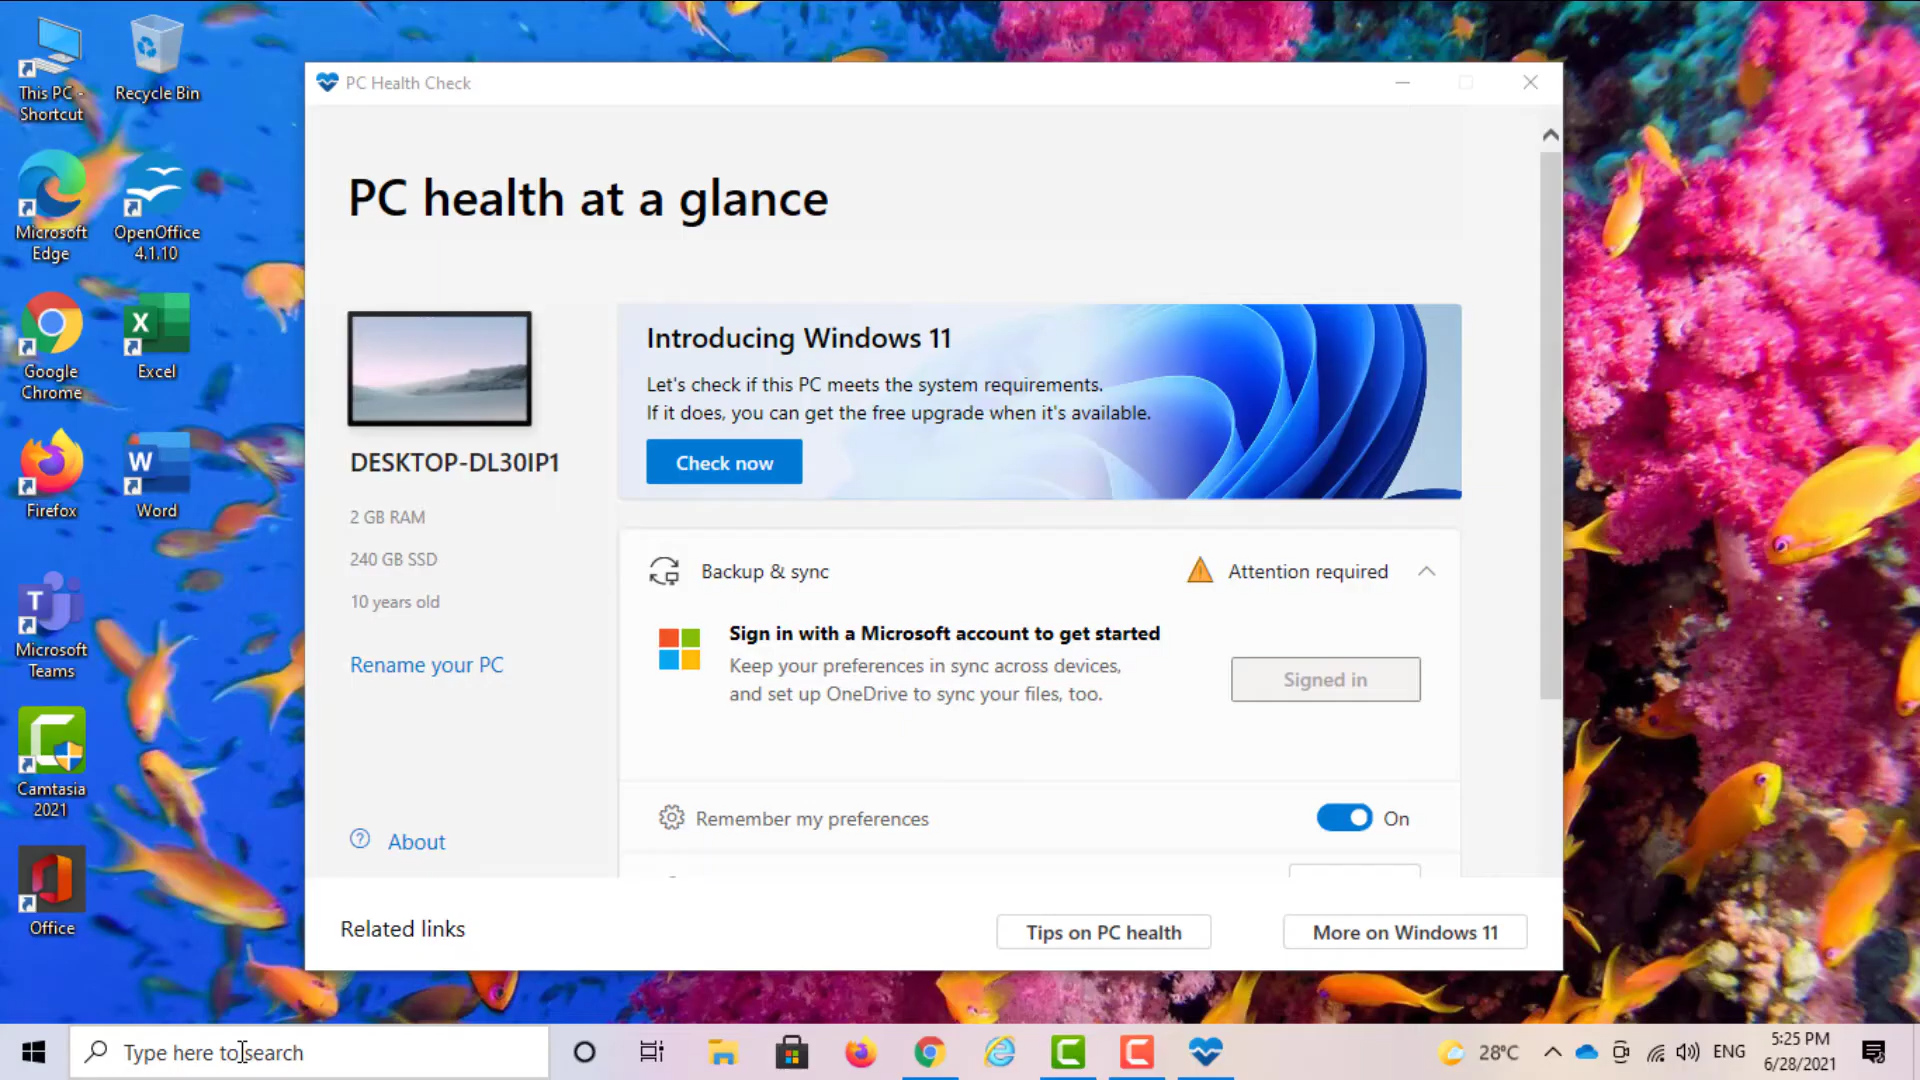 This PC -
Shortcut
Recycle Bin
Microsoft
Edge
OpenOffice
4.1.10
Google
Chrome
Excel
Firefox
Word
Microsoft
Teams
Camtasia
2021
Office
PC Health Check
PC health at a glance
DESKTOP-DL30IP1
2 GB RAM
240 GB SSD
10 years old
Rename your PC
About
Introducing Windows 11
Let's check if this PC meets the system requirements.
If it does, you can get the free upgrade when it's available.
Check now
Backup & sync
Attention required
Sign in with a Microsoft account to get started
Keep your preferences in sync across devices,
and set up OneDrive to sync your files, too.
Signed in
Remember my preferences
On
Related links
Tips on PC health
More on Windows 11
Type here to search
28°C
ENG
5:25 PM
6/28/2021